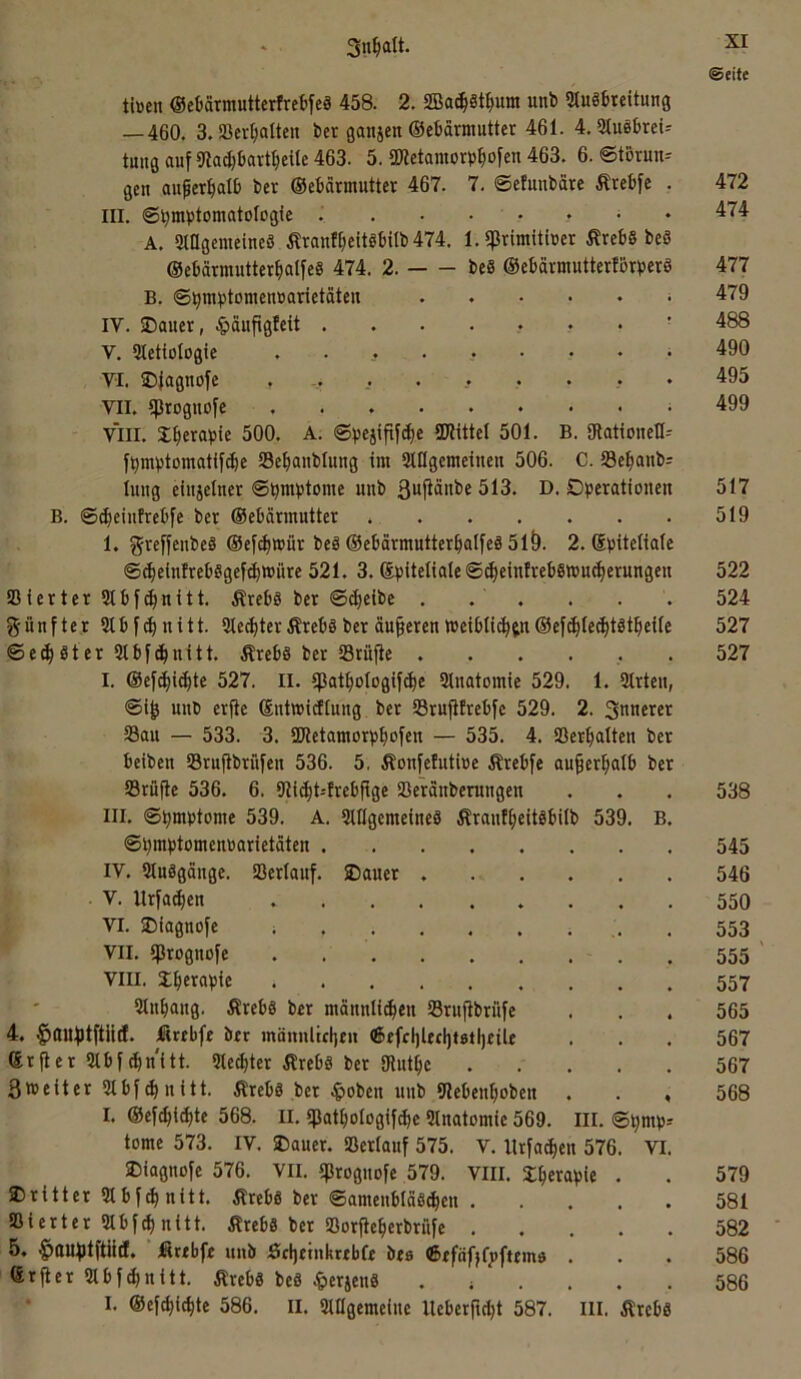 Inhalt. XI
Seite
tiven Gebärmutterkrebses 458. 2. Wachsthum und Ausbreitung
— 460. 3. Verhalten der ganzen Gebärmutter 461. 4. Ausbrei-
tung auf Nachbartheile 463. 5. Metamorphosen 463. 6. Störun-
gen außerhalb der Gebärmutter 467. 7. Sekundäre Krebse . 472
III. Symptomatologie . . . . . . . . 474
A. Allgemeines Krankheitsbild 474. 1. Primitiver Krebs des
Gebärmutterhalses 474. 2. — — des Gebärmutterkörpers 477
B. Symptomenvarietäten . . . . . . 479
IV. Dauer, Häufigkeit . . . . . . . . 488
V. Aetiologie . . . . . . . . . 490
VI. Diagnose . . . . . . . . . 495
VII. Prognose . . . . . . . . . 499
VIII. Therapie 500. A. Spezifische Mittel 501. B. Rationell-
symptomatische Behandlung im Allgemeinen 506. C. Behand-
lung einzelner Symptome und Zustände 513. D. Operationen 517
B. Scheinkrebse der Gebärmutter . . . . . . . 519
1. Fressendes Geschwür des Gebärmutterhalses 519. 2. Epiteliale
Scheinkrebsgeschwüre 521. 3. Epiteliale Scheinkrebswucherungen 522
Vierter Abschnitt. Krebs der Scheide . . . . . . 524
Fünfter Abschnitt. Aechter Krebs der äußeren weiblichen Geschlechtstheile 527
Sechster Abschnitt. Krebs der Brüste . . . . . . 527
I. Geschichte 527. II. Pathologische Anatomie 529. 1. Arten,
Sitz und erste Entwicklung der Brustkrebse 529. 2. Innerer
Bau — 533. 3. Metamorphosen — 535. 4. Verhalten der
beiden Brustdrüsen 536. 5. Konsekutive Krebse außerhalb der
Brüste 536. 6. Nicht-krebsige Veränderungen . . . 538
III. Symptome 539. A. Allgemeines Krankheitsbild 539. B.
Symptomenvarietäten . . . . . . . . 545
IV. Ausgänge. Verlauf. Dauer . . . . . . 546
V. Ursachen . . . . . . . . . 550
VI. Diagnose . . . . . . . . . 553
VII. Prognose . . . . . . . . . 555
VIII. Therapie . . . . . . . . . 557
Anhang. Krebs der männlichen Brustdrüse . . . 565
4. Hauptstück. Krebse der männlichen Geschlechtstheile . . . 567
Erster Abschnitt. Aechter Krebs der Ruthe . . . . . 567
Zweiter Abschnitt. Krebs der Hoden und Nebenhoden . . . 568
I. Geschichte 568. II. Pathologische Anatomie 569. III. Symp-
tome 573. IV. Dauer. Verlauf 575. V. Ursachen 576. VI.
Diagnose 576. VII. Prognose 579. VIII. Therapie . . 579
Dritter Abschnitt. Krebs der Samenbläschen . . . . . 581
Vierter Abschnitt. Krebs der Vorsteherdrüse . . . . . 582
5. Hauptstück. Krebse und Scheinkrebse des Gefäßsystems . . . 586
Erster Abschnitt. Krebs des Herzens . . . . . . 586
I. Geschichte 586. II. Allgemeine Uebersicht 587. III. Krebs